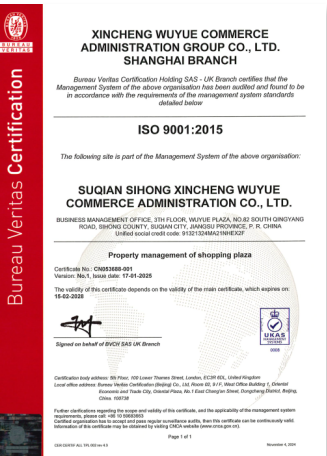 BUREAU
VERITAS
Bureau Veritas Certification
XINCHENG WUYUE COMMERCE
ADMINISTRATION GROUP CO., LTD.
SHANGHAI BRANCH
Bureau Veritas Certification Holding SAS - UK Branch certifies that the
Management System of the above organisation has been audited and found to be
in accordance with the requirements of the management system standards
detailed below
ISO 9001:2015
The following site is part of the Management System of the above organisation:
SUQIAN SIHONG XINCHENG WUYUE
COMMERCE ADMINISTRATION CO., LTD.
BUSINESS MANAGEMENT OFFICE, 3TH FLOOR, WUYUE PLAZA, NO.82 SOUTH QINGYANG
ROAD, SIHONG COUNTY, SUQIAN CITY, JIANGSU PROVINCE, P. R. CHINA
Unified social credit code: 91321324MA21NHEX2F
Property management of shopping plaza
Certificate No.: CN053688-001
Version: No.1, Issue date: 17-01-2025
The validity of this certificate depends on the validity of the main certificate, which expires on:
15-02-2028
Signed on behalf of BVCH SAS UK Branch
UKAS
MANAGEMENT
SYSTEMS
0008
Certification body address: 5th Floor, 100 Lower Thames Street, London, EC3R 6DL, United Kingdom
Local office address: Bureau Veritas Certification (Beijing) Co., Ltd. Room 02, 9 / F, West Office Building 1, Oriental
Economic and Trade City, Oriental Plaza, No.1 East Chang'an Street, Dongcheng District, Beijing,
China. 100738
Further clarifications regarding the scope and validity of this certificate, and the applicability of the management system
requirements, please call: +86 10 59683663
Certified organisation has to accept and pass regular surveillance audits, then this certificate can be continuously valid.
Information of this certificate may be obtained by visiting CNCA website (www.cnca.gov.cn).
Page 1 of 1
November 4, 2024